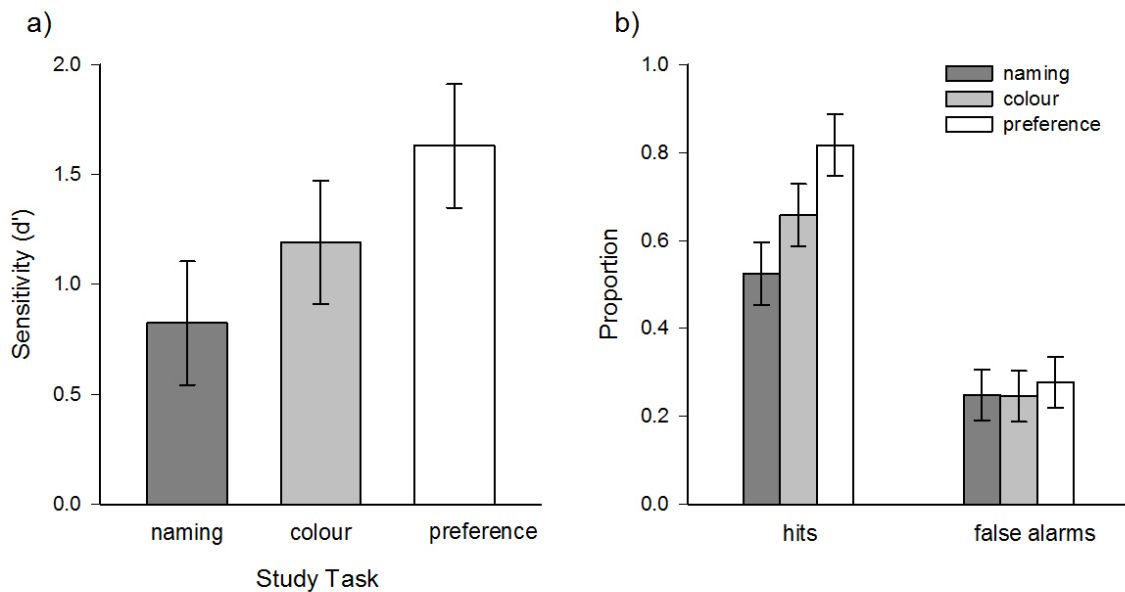 a)
2.0
1.5
1.0
0.5
0.0
Sensitivity (d')
naming colour preference
Study Task
b)
1.0
0.8
0.6
0.4
0.2
0.0
Proportion
naming
colour
preference
hits false alarms